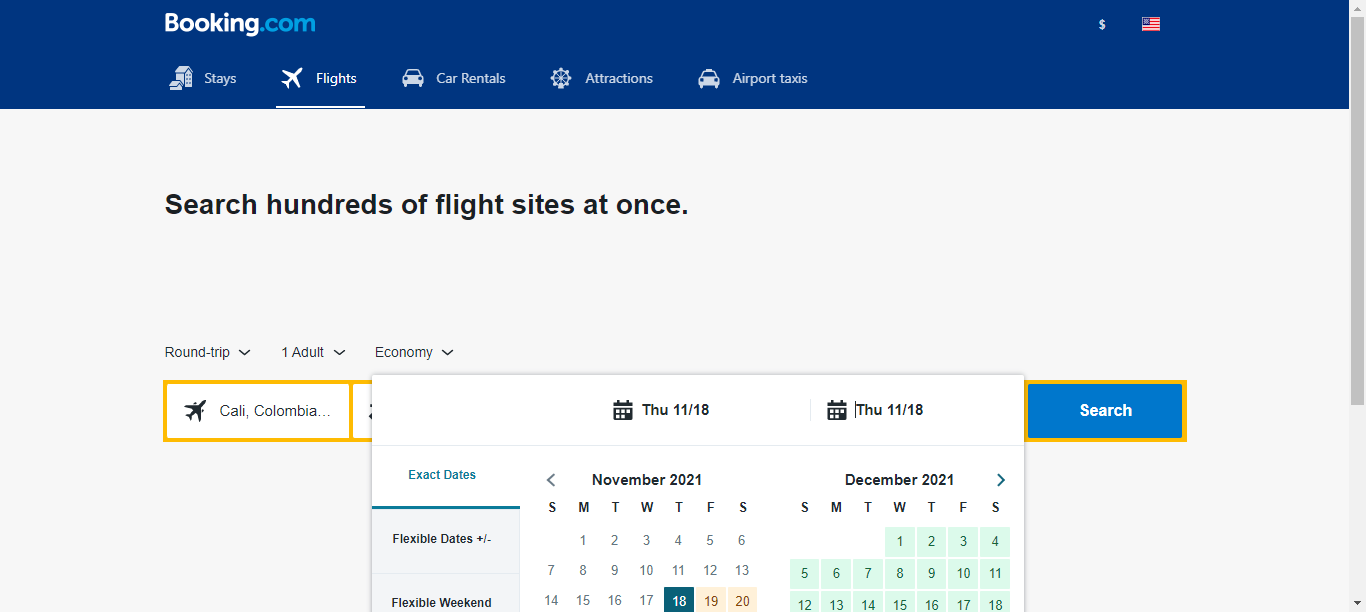 Booking.com
$
Stays
Flights
Car Rentals
Attractions
Airport taxis
Search hundreds of flight sites at once.
Round-trip
1 Adult
Economy
Cali, Colombia...
Thu 11/18
Thu 11/18
Search
Exact Dates
Flexible Dates +/-
Flexible Weekend
November 2021
S M T W T F S
1 2 3 4 5 6
7 8 9 10 11 12 13
14 15 16 17 18 19 20
December 2021
S M T W T F S
1 2 3 4
5 6 7 8 9 10 11
12 13 14 15 16 17 18